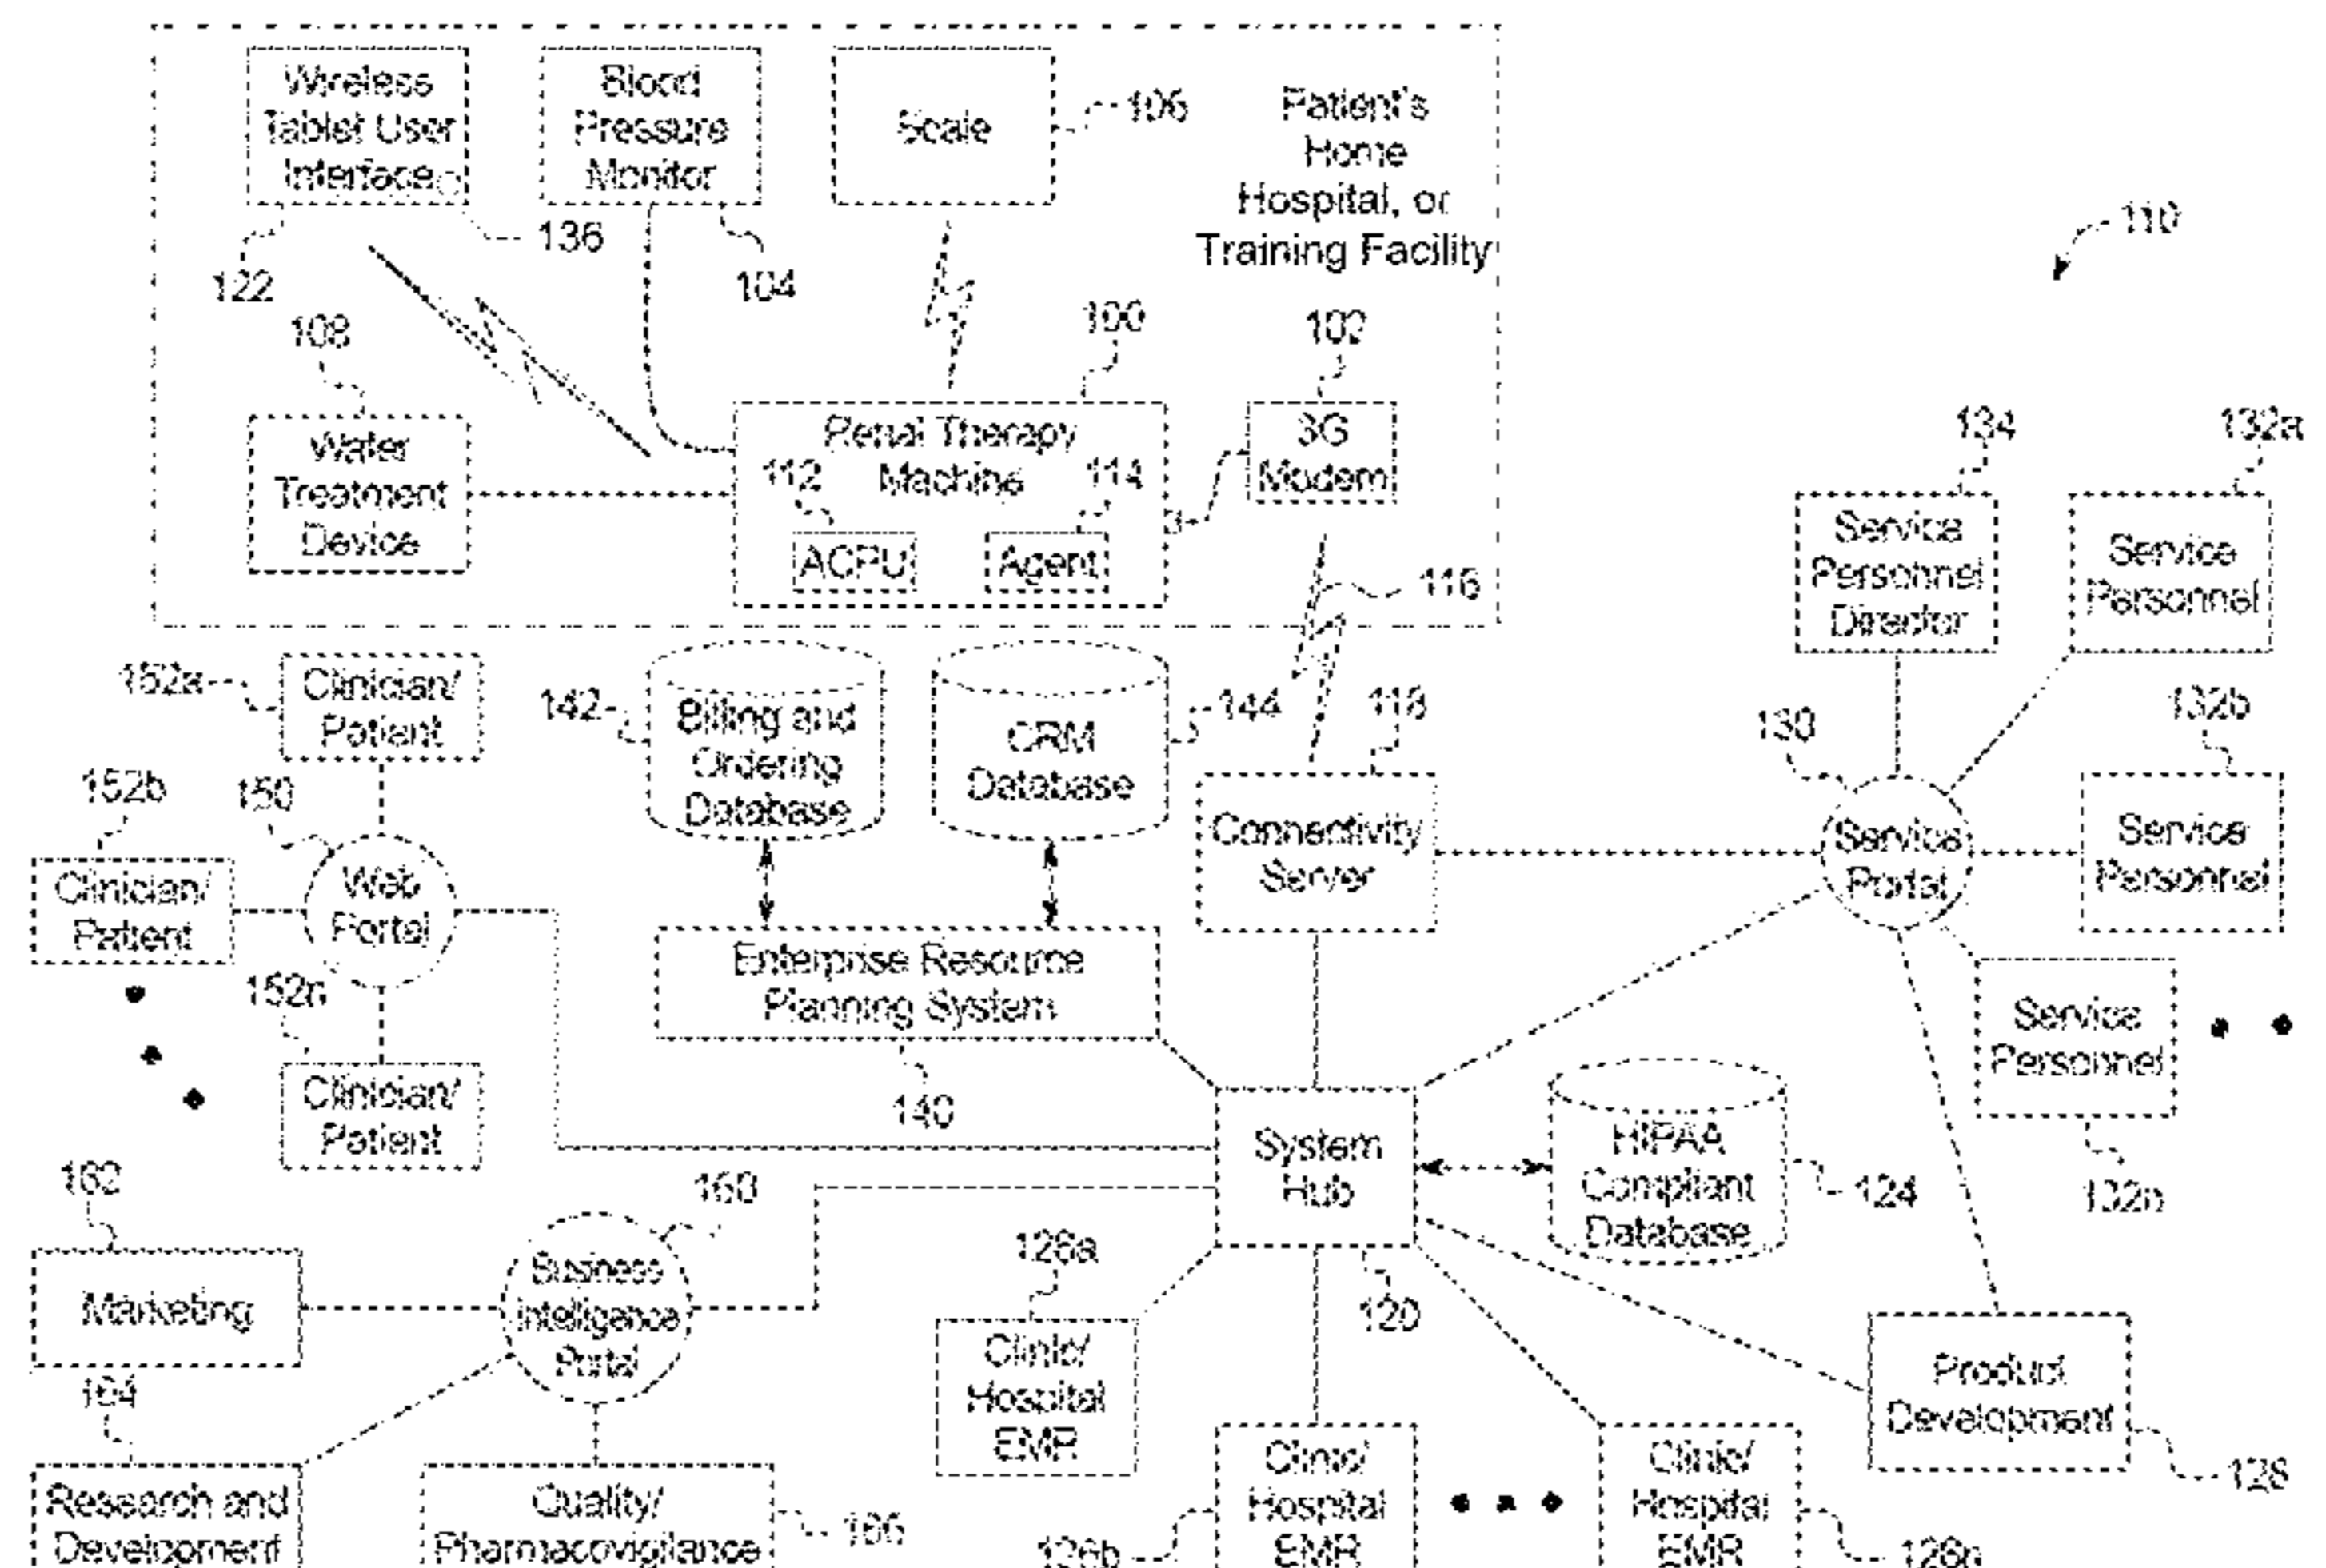 Wireless
Tablet User
Interface
Blood
Pressure
Monitor
Scale
106
Patient's
Home
Hospital, or
Training Facility
136
122
104
110
108
100
102
Water
Treatment
Device
Renal Therapy
Machine
112
114
ACPU
Agent
3G
Modem
116
134
132a
Service
Personnel
Director
Service
Personnel
152a
Clinician/
Patient
142
Billing and
Ordering
Database
CRM
Database
144
118
130
132b
152b
150
Clinician/
Patient
Web
Portal
Connectivity
Server
Service
Portal
Service
Personnel
152n
Enterprise Resource
Planning System
Service
Personnel
Clinician/
Patient
140
System
Hub
HIPAA
Compliant
Database
124
132n
162
160
Marketing
Business
Intelligence
Portal
126a
120
Clinic/
Hospital
EMR
Product
Development
128
164
Research and
Development
Quality/
Pharmacovigilance
166
Clinic/
Hospital
EMR
126b
Clinic/
Hospital
EMR
126n